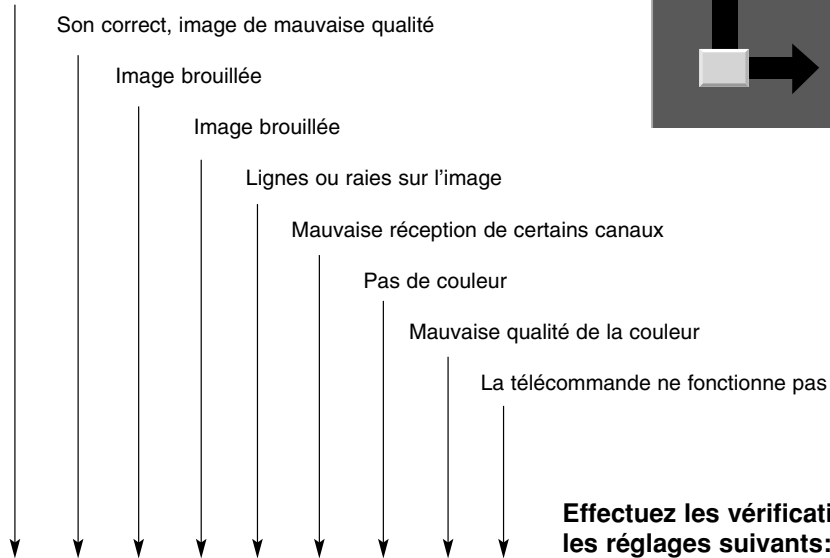 Son correct, image de mauvaise qualité
Image brouillée
Image brouillée
Lignes ou raies sur l'image
Mauvaise réception de certains canaux
Pas de couleur
Mauvaise qualité de la couleur
La télécommande ne fonctionne pas
Effectuez les vérificati
les réglages suivants: